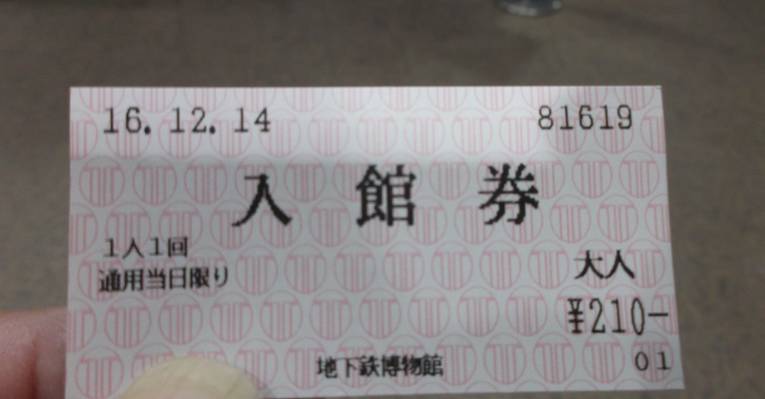 16.12.14 81619
入館券
1人1回
通用当日限り
大人
¥210-
地下鉄博物館 01